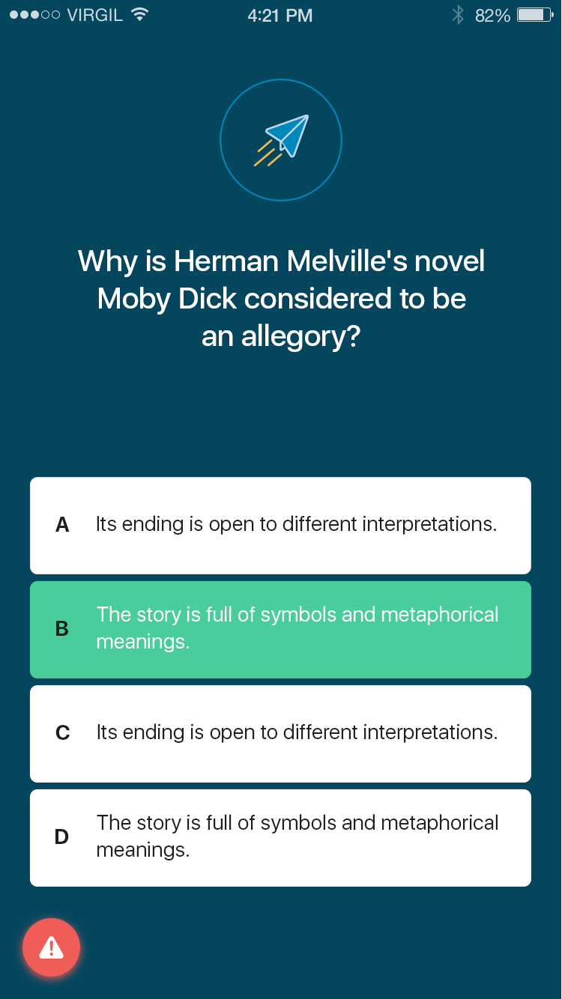 VIRGIL 4:21 PM 82%
Why is Herman Melville's novel
Moby Dick considered to be
an allegory?
A Its ending is open to different interpretations.
B The story is full of symbols and metaphorical
meanings.
C Its ending is open to different interpretations.
D The story is full of symbols and metaphorical
meanings.